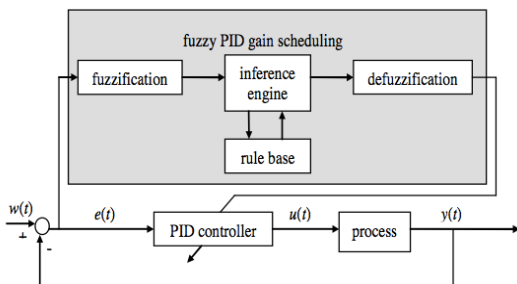 fuzzy PID gain scheduling
fuzzification
inference
engine
defuzzification
rule base
w(t)
+
-
e(t)
PID controller
u(t)
process
y(t)